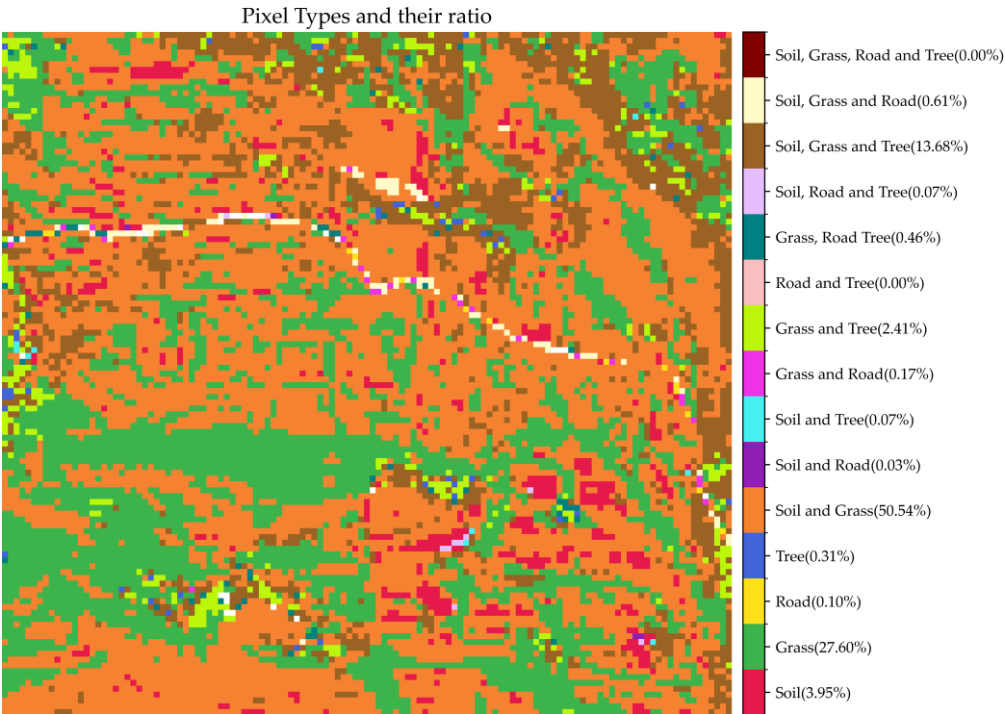 Pixel Types and their ratio
Soil, Grass, Road and Tree(0.00%)
Soil, Grass and Road(0.61%)
Soil, Grass and Tree(13.68%)
Soil, Road and Tree(0.07%)
Grass, Road Tree(0.46%)
Road and Tree(0.00%)
Grass and Tree(2.41%)
Grass and Road(0.17%)
Soil and Tree(0.07%)
Soil and Road(0.03%)
Soil and Grass(50.54%)
Tree(0.31%)
Road(0.10%)
Grass(27.60%)
Soil(3.95%)